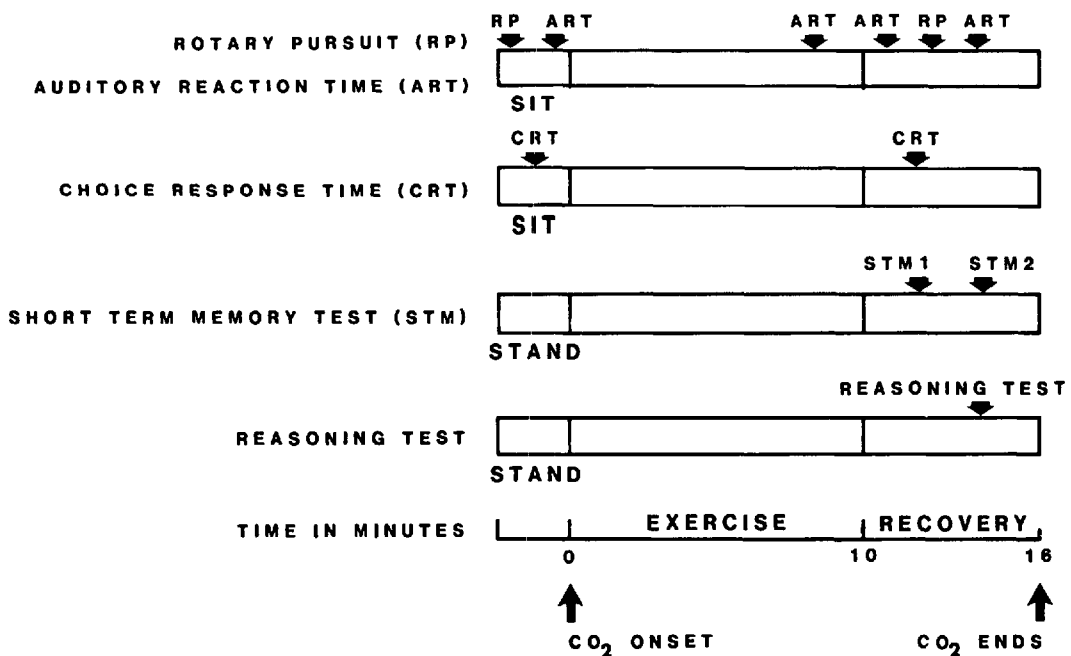 RP ART ART ART RP ART
ROTARY PURSUIT (RP)
AUDITORY REACTION TIME (ART)
SIT
CRT CRT
CHOICE RESPONSE TIME (CRT)
SIT
STM1 STM2
SHORT TERM MEMORY TEST (STM)
STAND
REASONING TEST
REASONING TEST
STAND
TIME IN MINUTES EXERCISE RECOVERY
0 10 16
CO2 ONSET CO2 ENDS